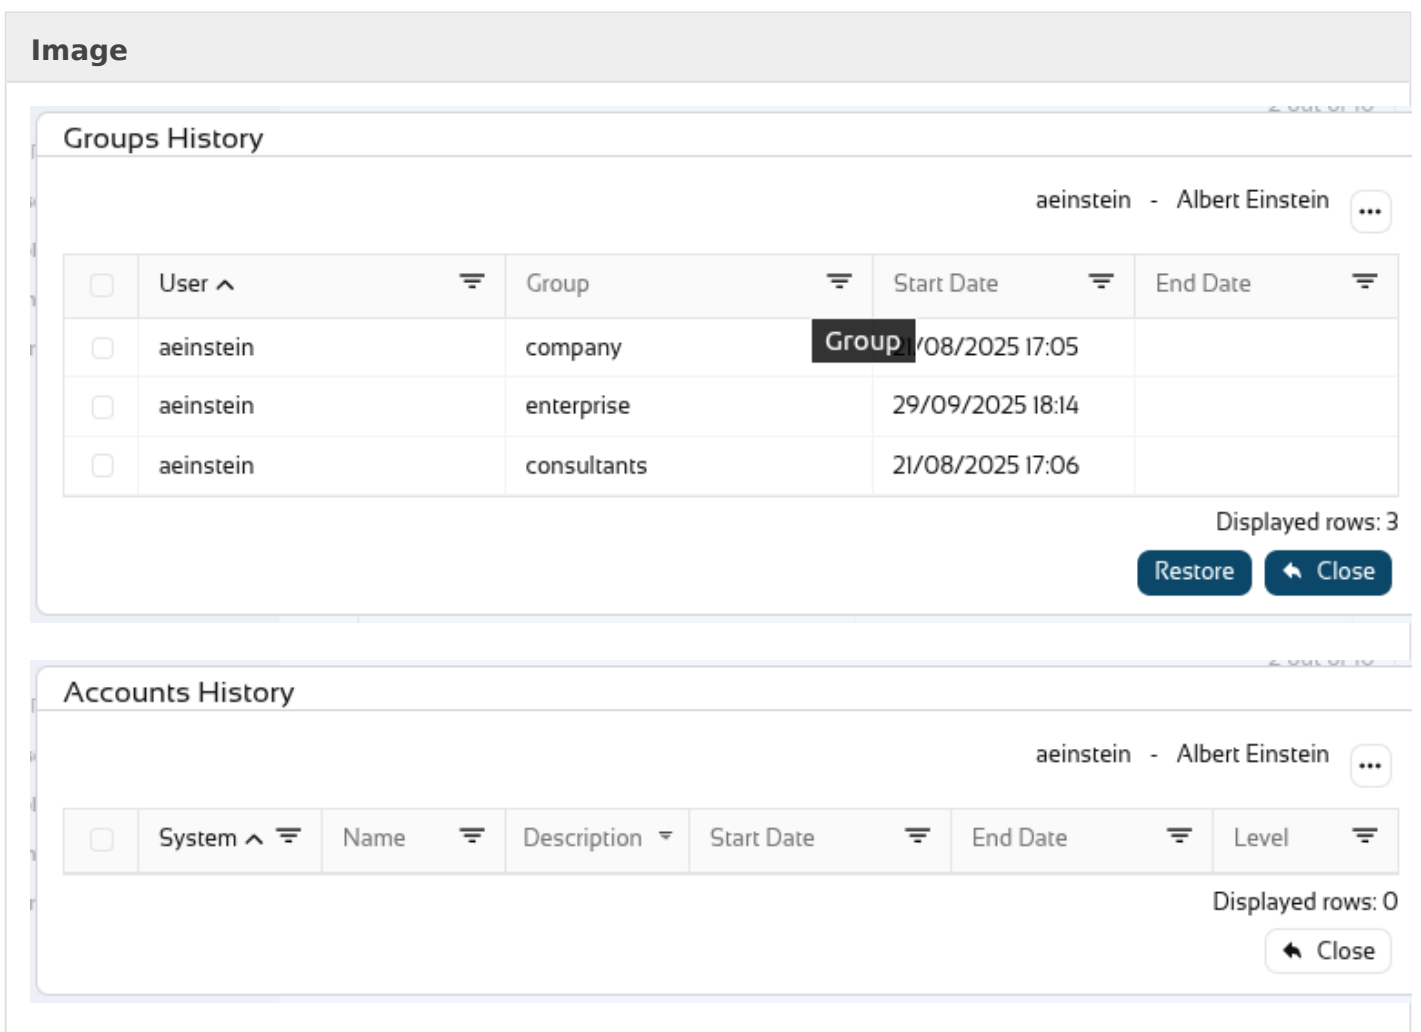 Image
Groups History
aeinstein - Albert Einstein
User Group Start Date End Date
Group
aeinstein company 21/08/2025 17:05
aeinstein enterprise 29/09/2025 18:14
aeinstein consultants 21/08/2025 17:06
Displayed rows: 3
Restore Close
Accounts History
aeinstein - Albert Einstein
System Name Description Start Date End Date Level
Displayed rows: 0
Close